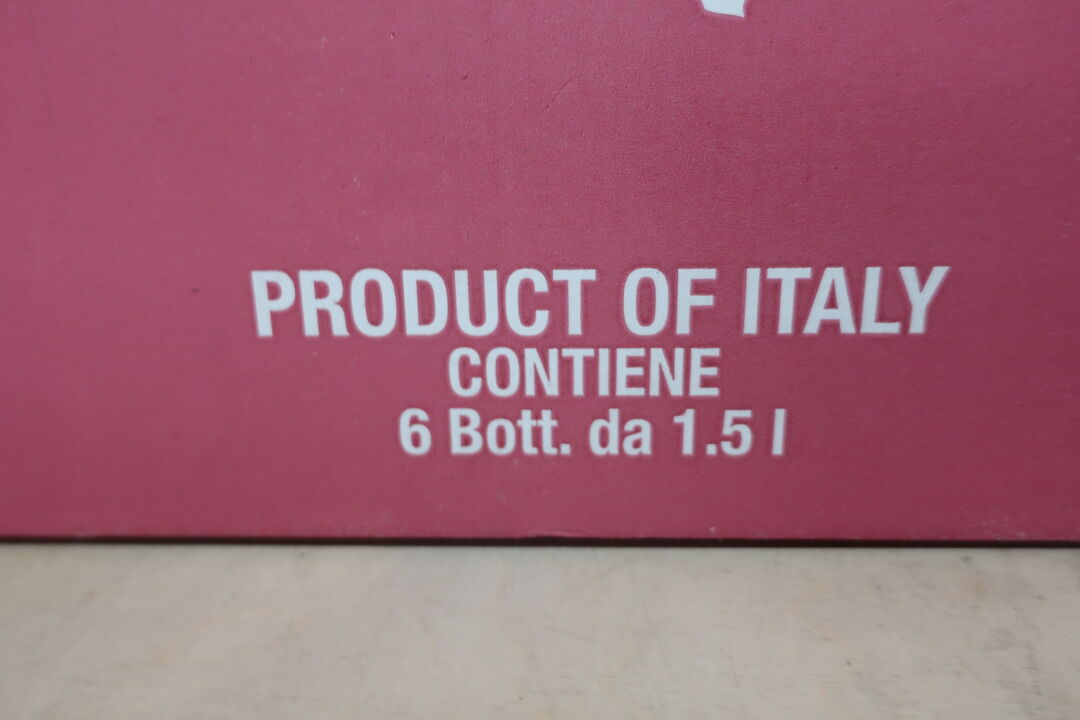 PRODUCT OF ITALY
CONTIENE
6 Bott. da 1.5 l